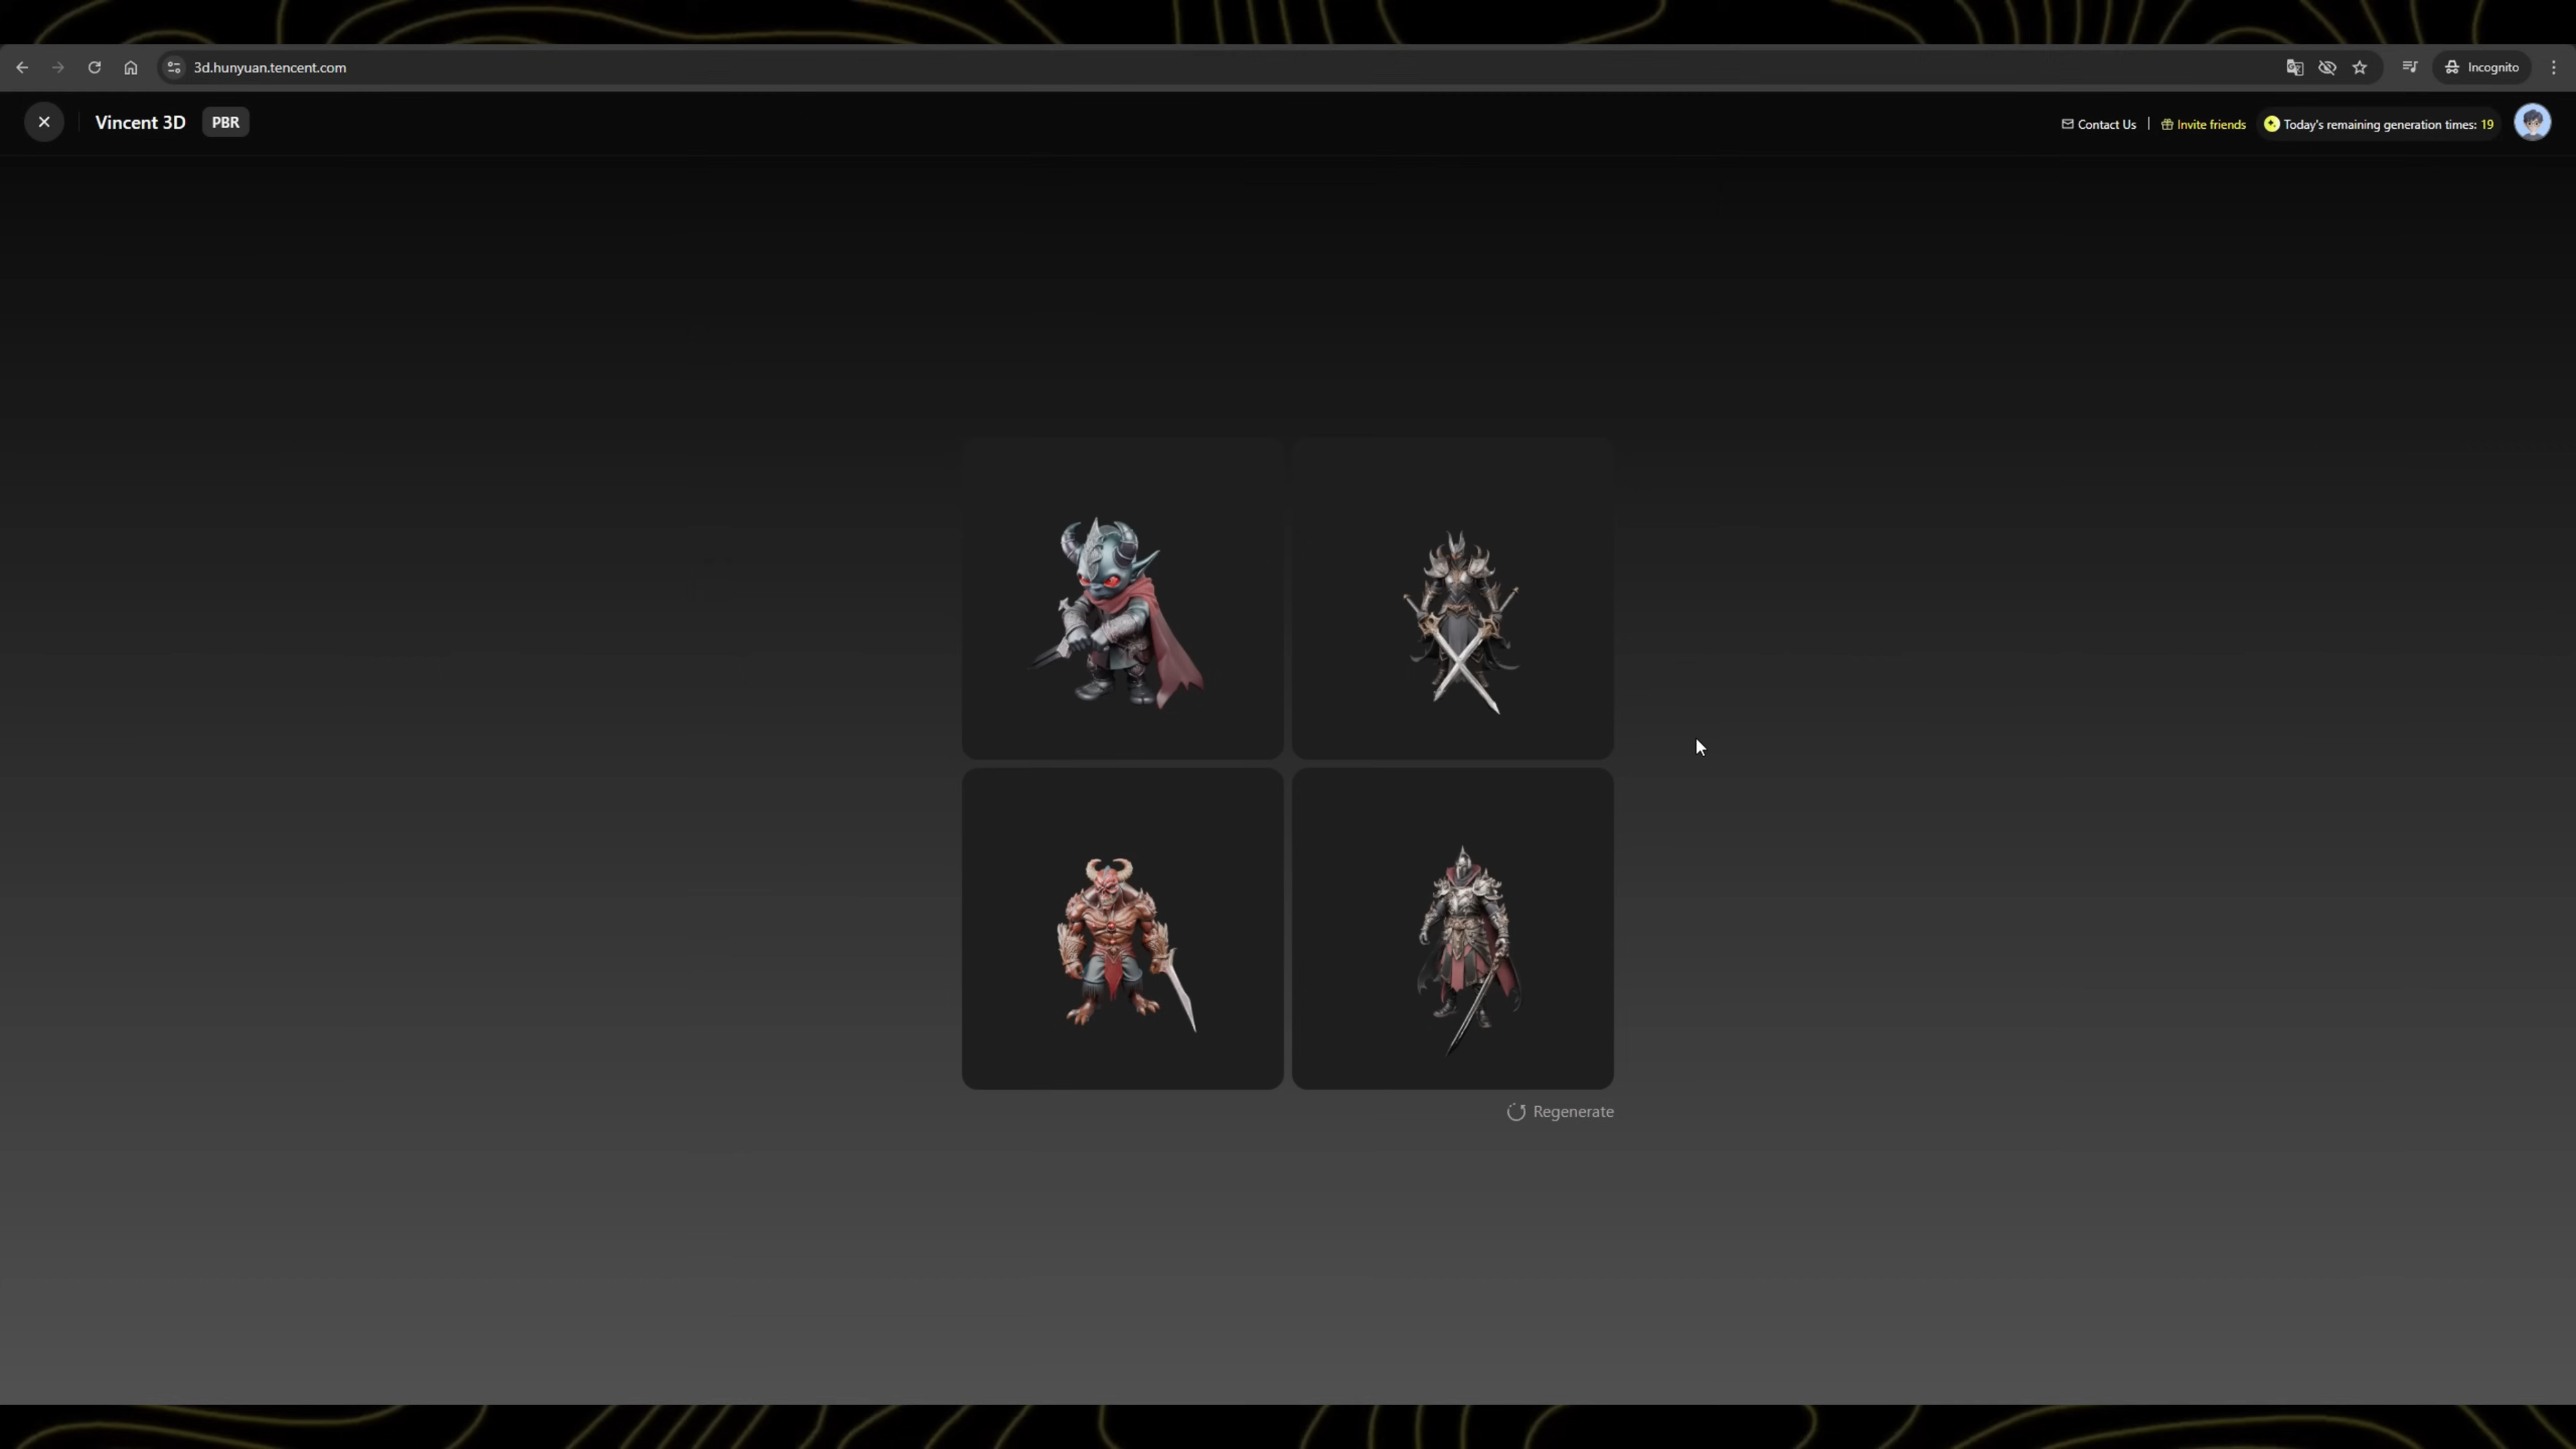 3d.hunyuan.tencent.com
Incognito
Vincent 3D
PBR
Contact Us
Invite friends
Today's remaining generation times: 19
Regenerate